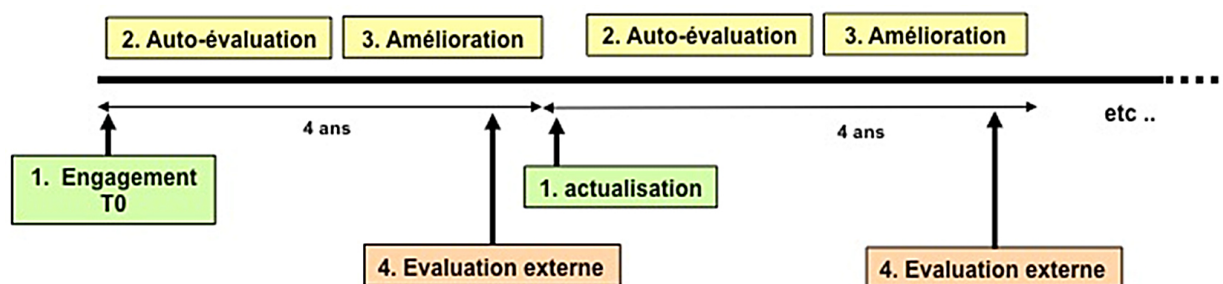 2. Auto-évaluation
3. Amélioration
2. Auto-évaluation
3. Amélioration
4 ans
4 ans
etc ..
1. Engagement
T0
1. actualisation
4. Evaluation externe
4. Evaluation externe